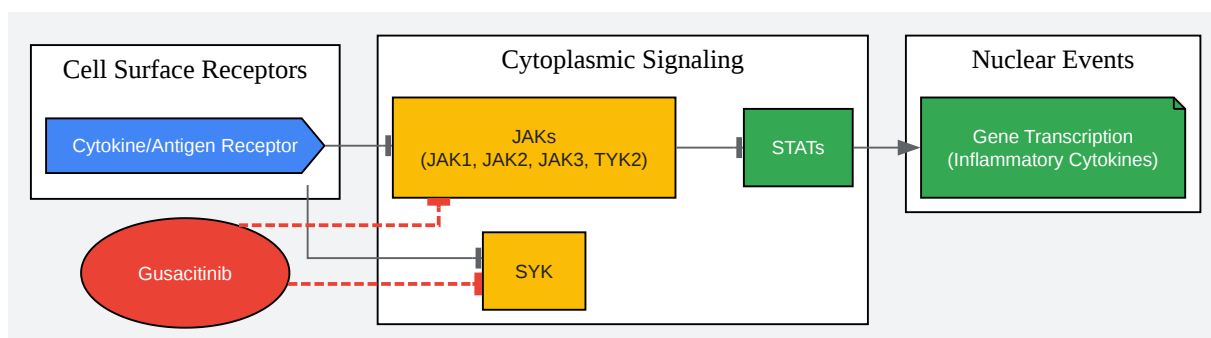 Cell Surface Receptors
Cytoplasmic Signaling
Nuclear Events
Cytokine/Antigen Receptor
JAKs
(JAK1, JAK2, JAK3, TYK2)
STATs
Gene Transcription
(Inflammatory Cytokines)
Gusacitinib
SYK